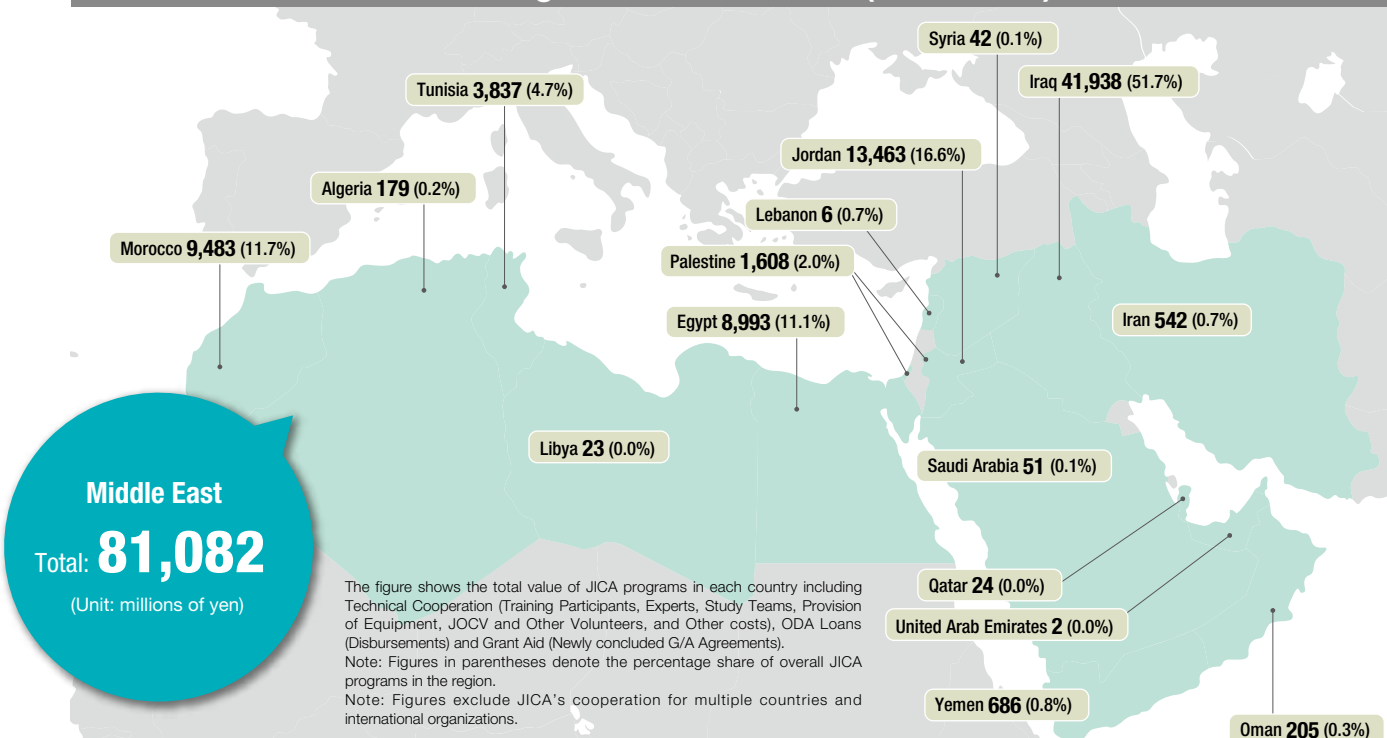 Syria 42 (0.1%)
Iraq 41,938 (51.7%)
Tunisia 3,837 (4.7%)
Jordan 13,463 (16.6%)
Algeria 179 (0.2%)
Lebanon 6 (0.7%)
Morocco 9,483 (11.7%)
Palestine 1,608 (2.0%)
Egypt 8,993 (11.1%)
Iran 542 (0.7%)
Libya 23 (0.0%)
Saudi Arabia 51 (0.1%)
Middle East
Total: 81,082
(Unit: millions of yen)
Qatar 24 (0.0%)
United Arab Emirates 2 (0.0%)
Yemen 686 (0.8%)
Oman 205 (0.3%)
The figure shows the total value of JICA programs in each country including
Technical Cooperation (Training Participants, Experts, Study Teams, Provision
of Equipment, JOCV and Other Volunteers, and Other costs), ODA Loans
(Disbursements) and Grant Aid (Newly concluded G/A Agreements).
Note: Figures in parentheses denote the percentage share of overall JICA
programs in the region.
Note: Figures exclude JICA's cooperation for multiple countries and
international organizations.